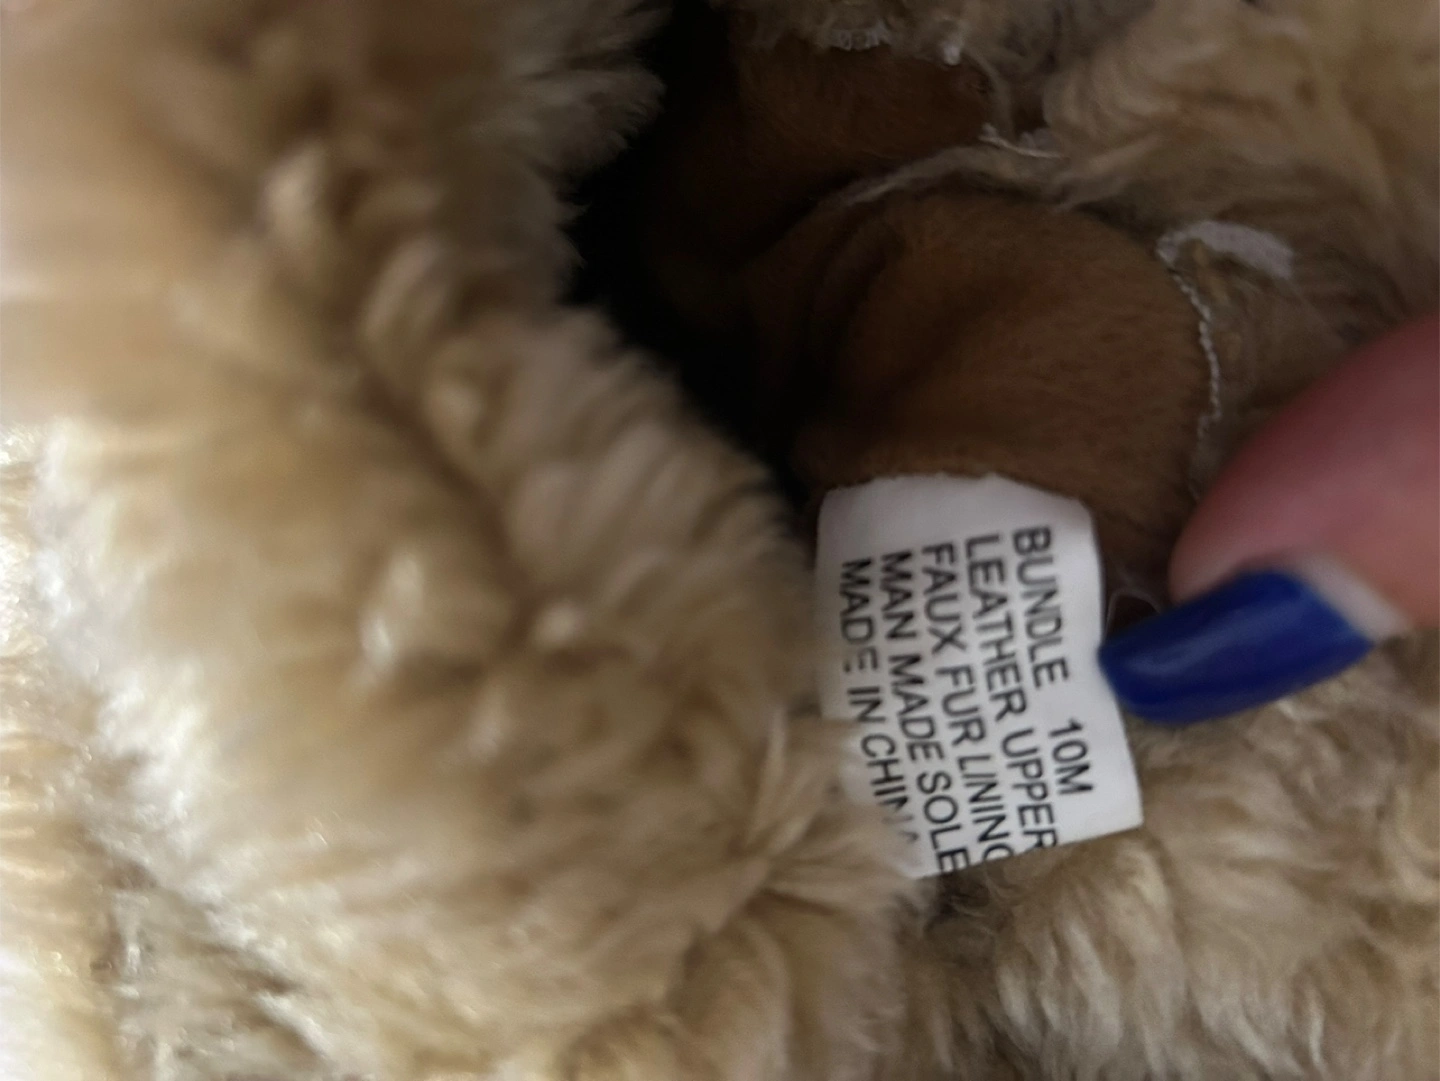 BUNDLE 10M
LEATHER UPPER
FAUX FUR LINING
MAN MADE SOLE
MADE IN CHINA